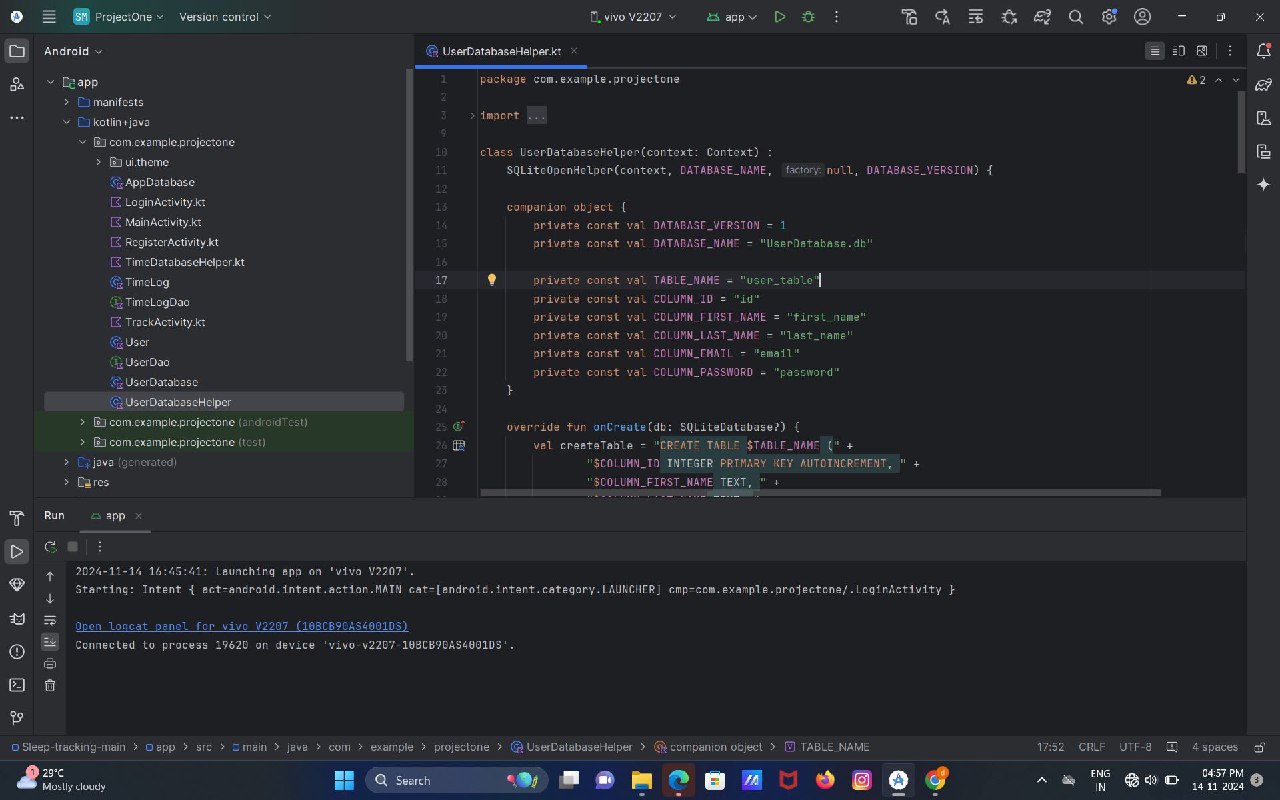 SM ProjectOne Version control vivo V2207 app
Android
app
manifests
kotlin+java
com.example.projectone
ui.theme
AppDatabase
LoginActivity.kt
MainActivity.kt
RegisterActivity.kt
TimeDatabaseHelper.kt
TimeLog
TimeLogDao
TrackActivity.kt
User
UserDao
UserDatabase
UserDatabaseHelper
com.example.projectone (androidTest)
com.example.projectone (test)
java (generated)
res
UserDatabaseHelper.kt
2
1 package com.example.projectone
2
3 import ...
9
10 class UserDatabaseHelper(context: Context) :
11 SQLiteOpenHelper(context, DATABASE_NAME, factory: null, DATABASE_VERSION) {
12
13 companion object {
14 private const val DATABASE_VERSION = 1
15 private const val DATABASE_NAME = "UserDatabase.db"
16
17 private const val TABLE_NAME = "user_table"
18 private const val COLUMN_ID = "id"
19 private const val COLUMN_FIRST_NAME = "first_name"
20 private const val COLUMN_LAST_NAME = "last_name"
21 private const val COLUMN_EMAIL = "email"
22 private const val COLUMN_PASSWORD = "password"
23 }
24
25 override fun onCreate(db: SQLiteDatabase?) {
26 val createTable = "CREATE TABLE $TABLE_NAME (" +
27 "$COLUMN_ID INTEGER PRIMARY KEY AUTOINCREMENT, " +
28 "$COLUMN_FIRST_NAME TEXT, " +
Run app
2024-11-14 16:45:41: Launching app on 'vivo V2207'.
Starting: Intent { act=android.intent.action.MAIN cat=[android.intent.category.LAUNCHER] cmp=com.example.projectone/.LoginActivity }
Open logcat panel for vivo V2207 (10BCB90AS4001DS)
Connected to process 19620 on device 'vivo-v2207-10BCB90AS4001DS'.
Sleep-tracking-main > app > src > main > java > com > example > projectone > UserDatabaseHelper > companion object > TABLE_NAME 17:52 CRLF UTF-8 4 spaces
1 29°C
Mostly cloudy
Search
ENG
IN
04:57 PM
14-11-2024
3